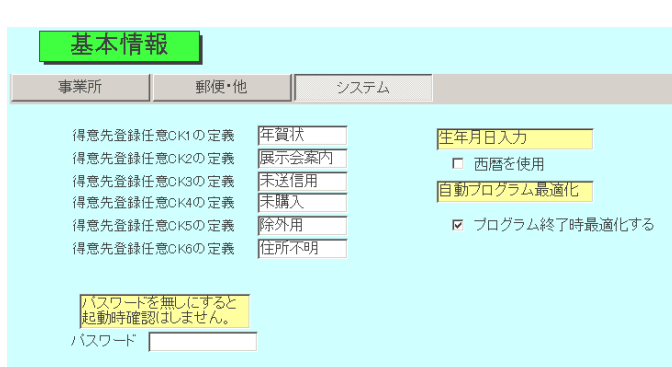 基本情報
事業所 郵便・他 システム
得意先登録任意CK1の定義 年賀状
得意先登録任意CK2の定義 展示会案内
得意先登録任意CK3の定義 未送信用
得意先登録任意CK4の定義 未購入
得意先登録任意CK5の定義 除外用
得意先登録任意CK6の定義 住所不明
生年月日入力
西暦を使用
自動プログラム最適化
プログラム終了時最適化する
パスワードを無しにすると
起動時確認はしません。
パスワード